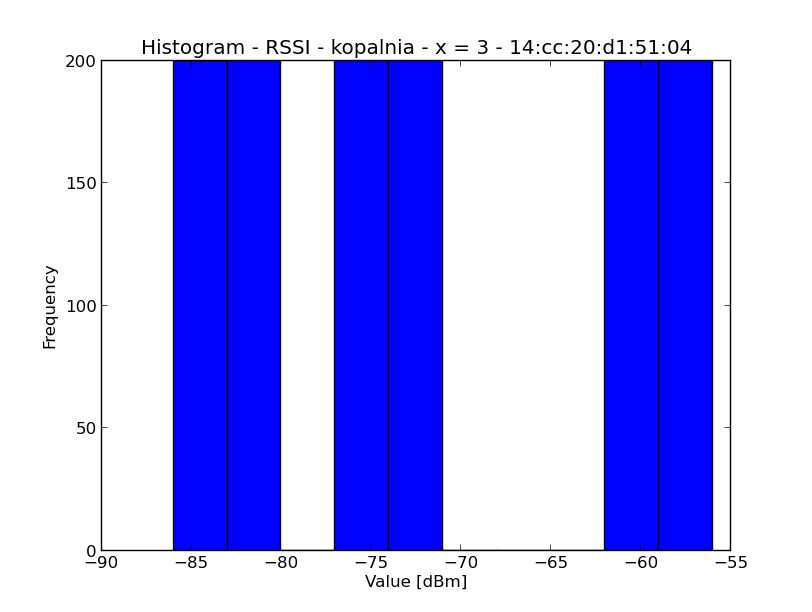 Histogram - RSSI - kopalnia - x = 3 - 14:cc:20:d1:51:04
200
150
100
50
0
Frequency
−90 −85 −80 −75 −70 −65 −60 −55
Value [dBm]